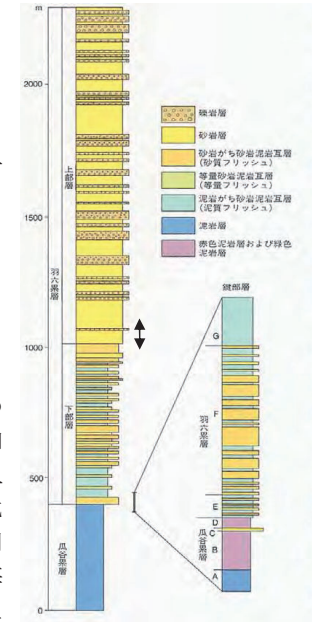 m
2000
1500
1000
500
0
上部層
羽六累層
下部層
瓜谷累層
礫岩層
砂岩層
砂岩がち砂岩泥岩互層
(砂質フリッシュ)
等量砂岩泥岩互層
(等量フリッシュ)
泥岩がち砂岩泥岩互層
(泥質フリッシュ)
泥岩層
赤色泥岩層および緑色
泥岩層
鍵部層
G
F
羽六累層
E
D
C
瓜谷累層
B
A